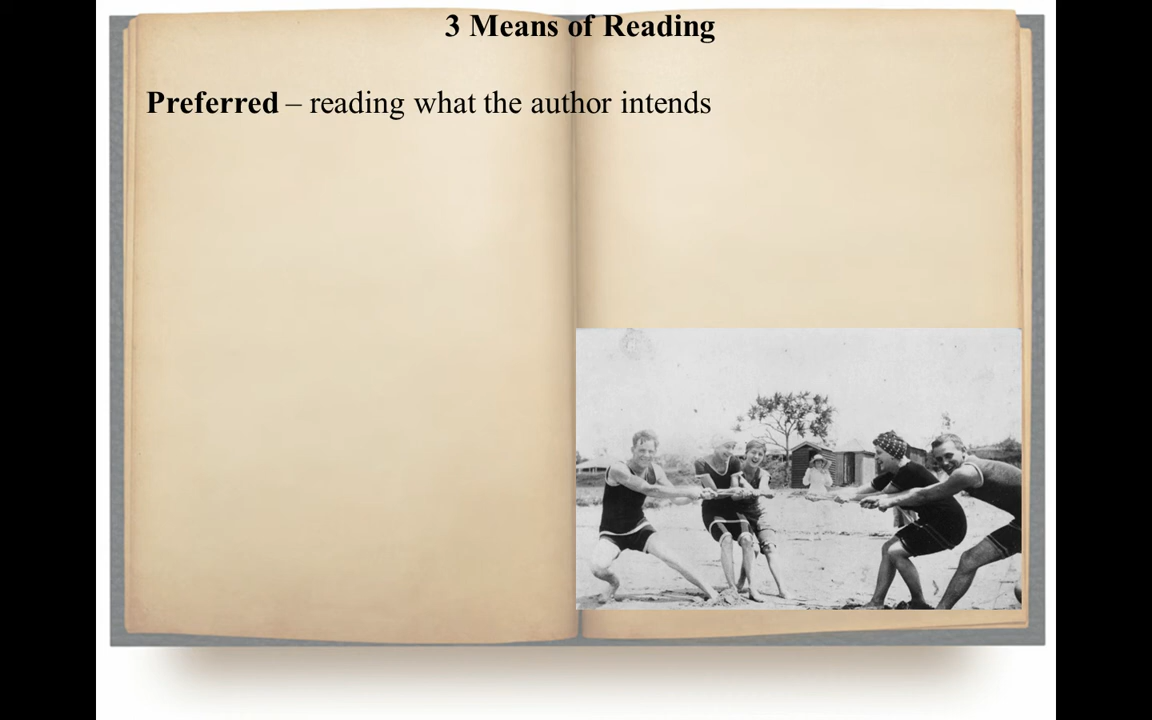 3 Means of Reading
Preferred – reading what the author intends